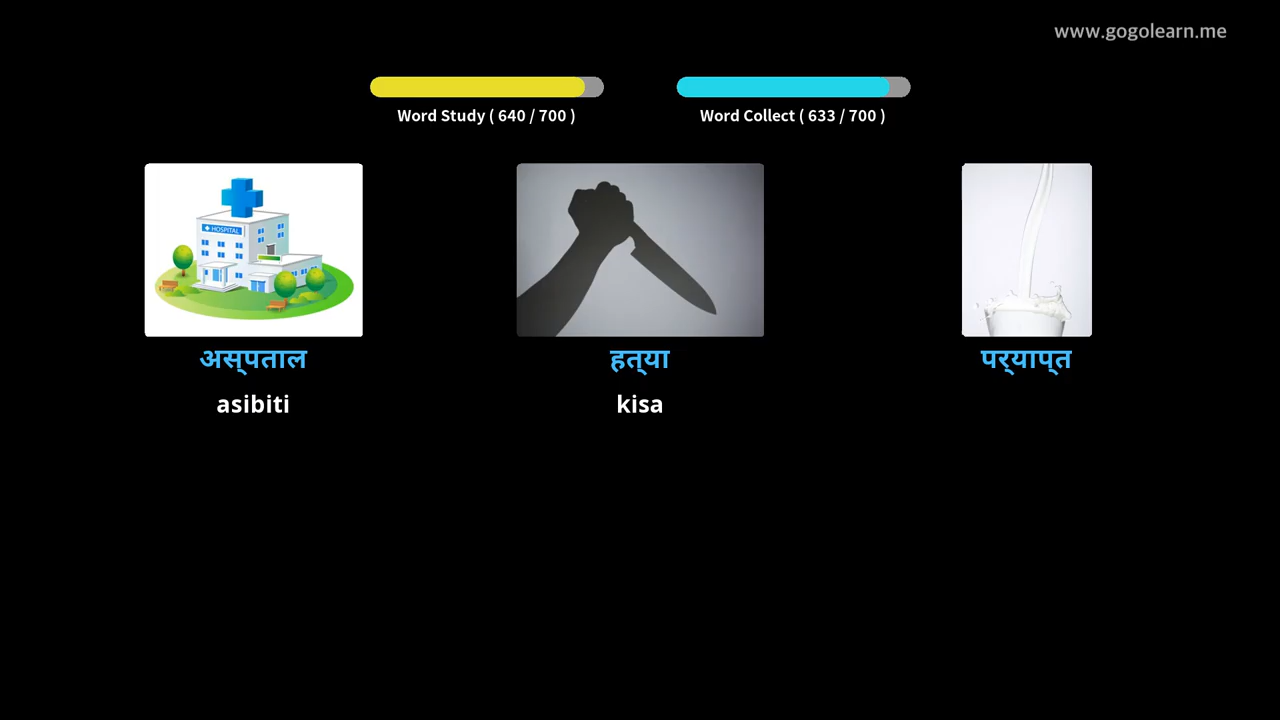 www.gogolearn.me
Word Study ( 640 / 700 )
Word Collect ( 633 / 700 )
HOSPITAL
अस्पताल
हत्या
पर्याप्त
asibiti
kisa